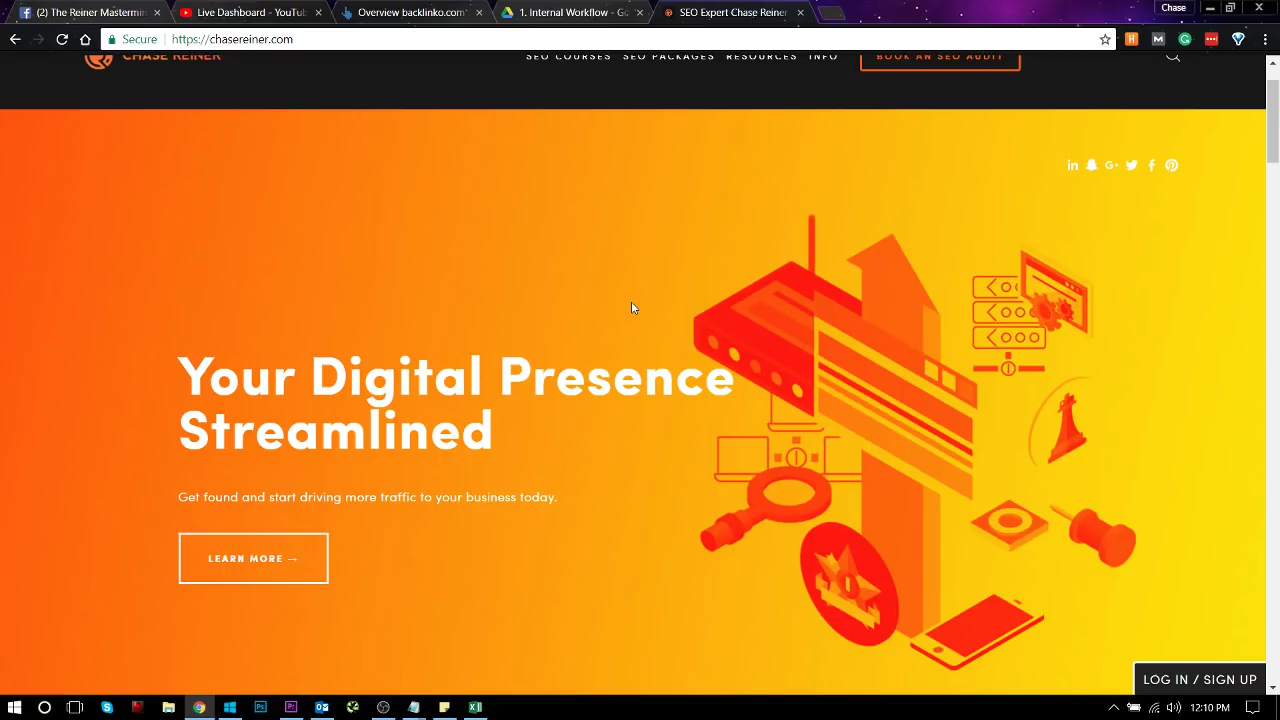 (The Reiner Mastermin
Live Dashboard - YouTub
Overview backlinko.com
1. Internal Workflow - Go
SEO Expert Chase Reiner
Chase
Secure
https://chasereiner.com
CHASE REINER
SEO COURSES
SEO PACKAGES
RESOURCES
INFO
BOOK AN SEO AUDIT
Your Digital Presence
Streamlined
Get found and start driving more traffic to your business today.
LEARN MORE →
LOG IN / SIGN UP
12:10 PM